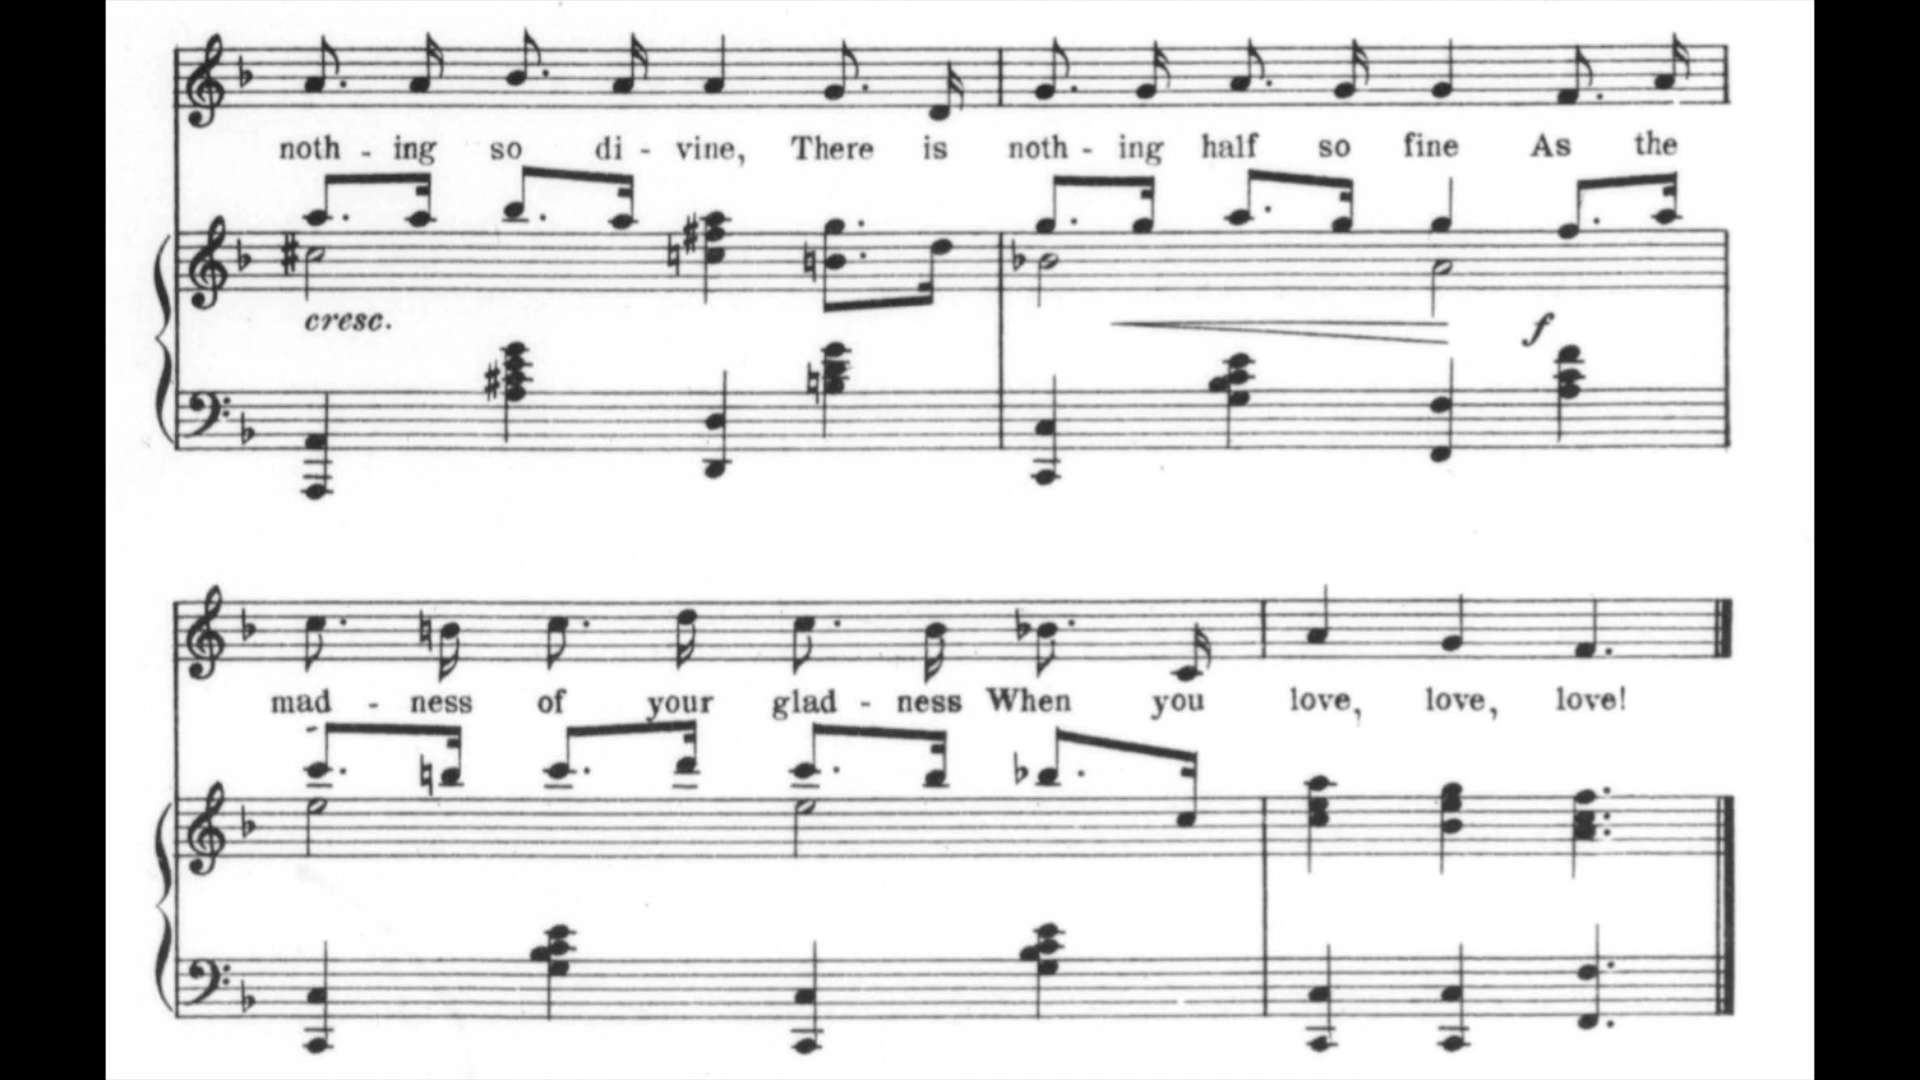 noth - ing so di - vine, There is noth - ing half so fine As the
cresc.
f
mad - ness of your glad - ness When you love, love, love!